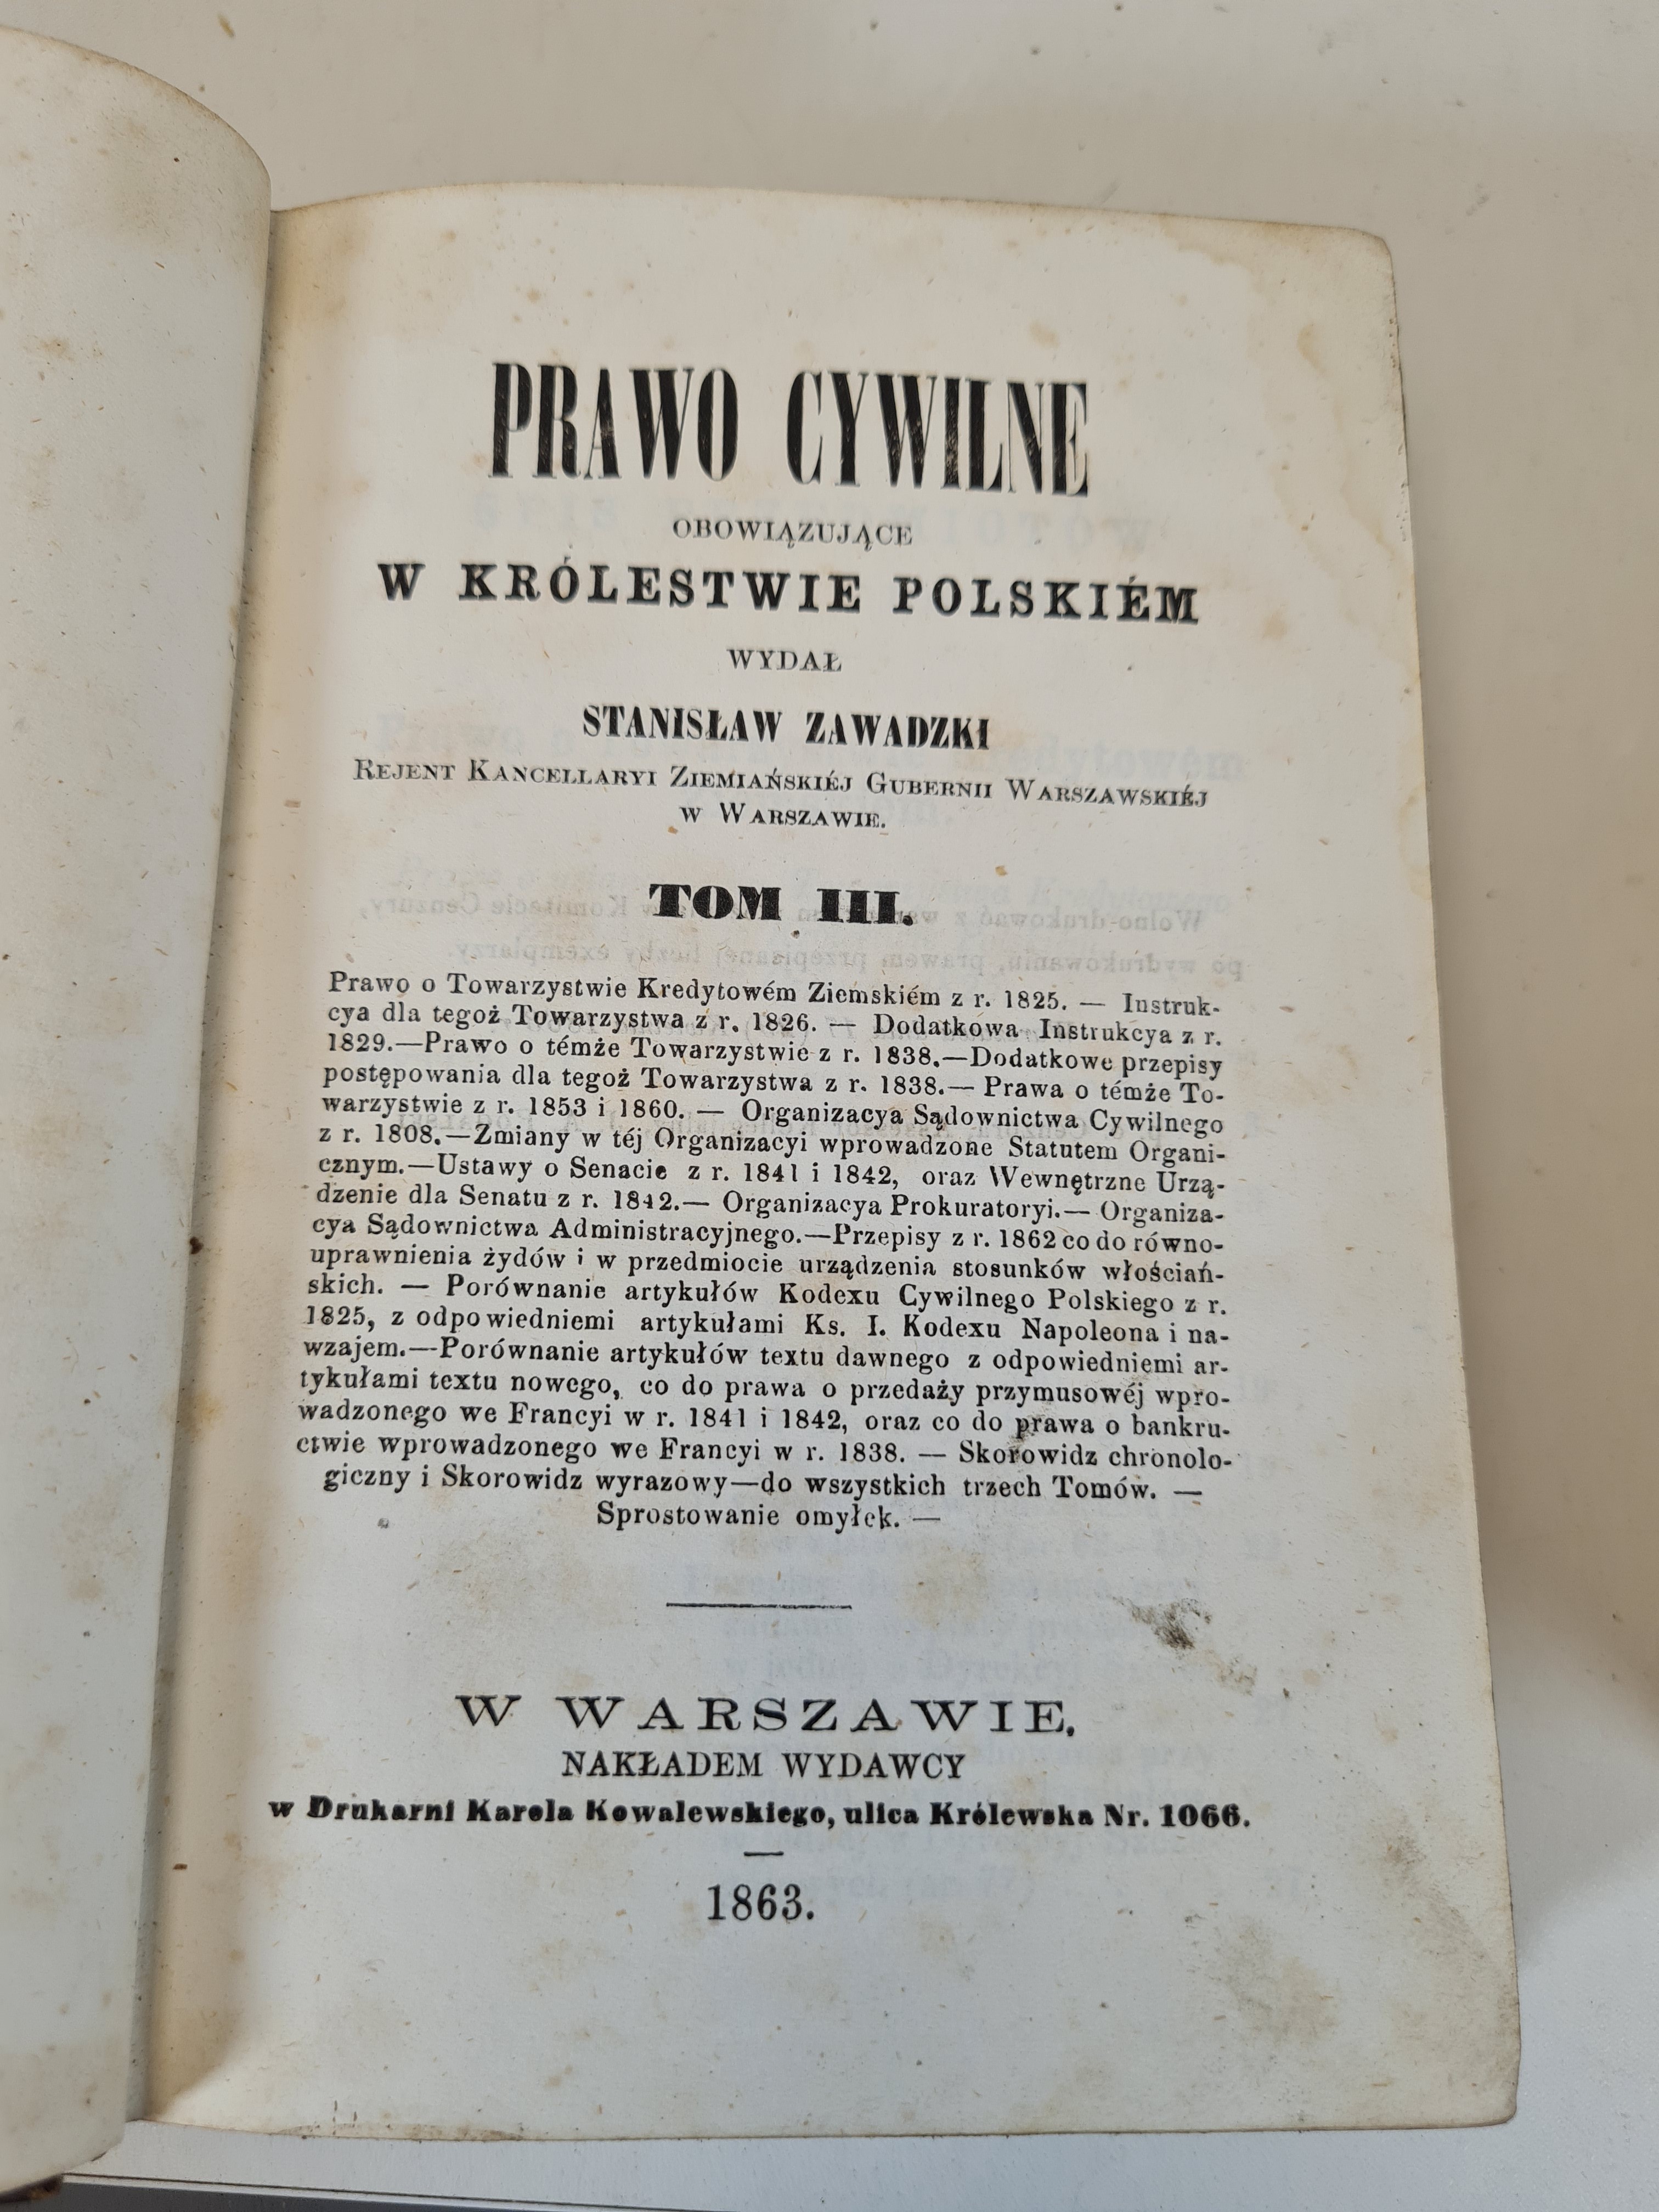 PRAWO CYWILNE
OBOWIĄZUJĄCE
W KRÓLESTWIE POLSKIÉM
WYDAŁ
STANISŁAW ZAWADZKI
REJENT KANCELLARYI ZIEMIAŃSKIÉJ GUBERNII WARSZAWSKIÉJ
W WARSZAWIE.
TOM III.
Prawo o Towarzystwie Kredytowém Ziemskiém z r. 1825. — Instruk-
cya dla tegoż Towarzystwa z r. 1826. — Dodatkowa Instrukcya z r.
1829.—Prawo o témże Towarzystwie z r. 1838.—Dodatkowe przepisy
postępowania dla tegoż Towarzystwa z r. 1838.— Prawa o témże To-
warzystwie z r. 1853 i 1860. — Organizacya Sądownictwa Cywilnego
z r. 1808.—Zmiany w téj Organizacyi wprowadzone Statutem Organi-
cznym.—Ustawy o Senacie z r. 1841 i 1842, oraz Wewnętrzne Urzą-
dzenie dla Senatu z r. 1842.— Organizacya Prokuratoryi.— Organiza-
cya Sądownictwa Administracyjnego.—Przepisy z r. 1862 co do równo-
uprawnienia żydów i w przedmiocie urządzenia stosunków włościań-
skich. — Porównanie artykułów Kodexu Cywilnego Polskiego z r.
1825, z odpowiedniemi artykułami Ks. I. Kodexu Napoleona i na-
wzajem.—Porównanie artykułów textu dawnego z odpowiedniemi ar-
tykułami textu nowego, co do prawa o przedaży przymusowéj wpro-
wadzonego we Francyi w r. 1841 i 1842, oraz co do prawa o bankru-
ctwie wprowadzonego we Francyi w r. 1838. — Skorowidz chronolo-
giczny i Skorowidz wyrazowy—do wszystkich trzech Tomów. —
Sprostowanie omyłek. —
W WARSZAWIE.
NAKŁADEM WYDAWCY
w Drukarni Karola Kowalewskiego, ulica Królewska Nr. 1066.
1863.